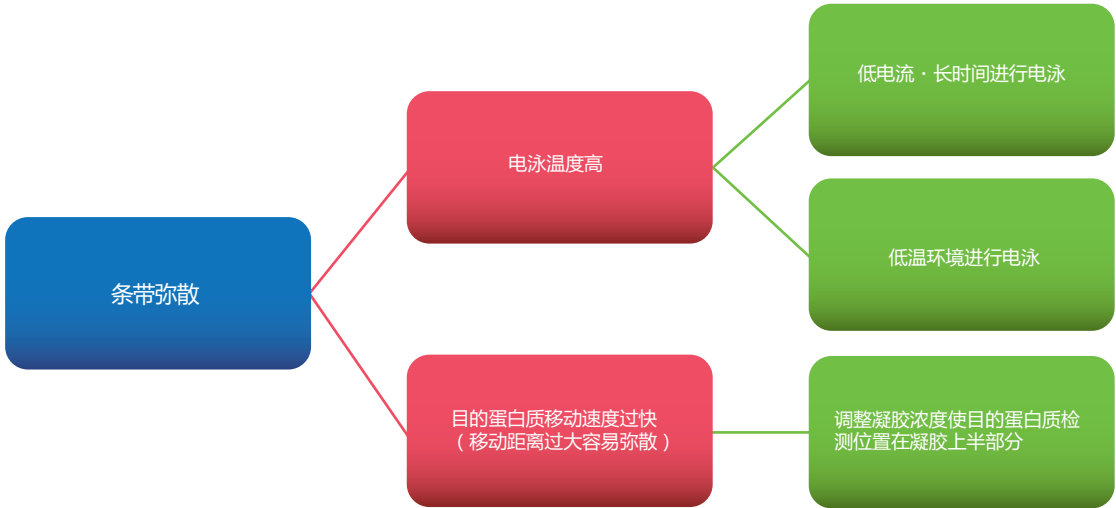 条带弥散
电泳温度高
目的蛋白质移动速度过快
（移动距离过大容易弥散）
低电流・长时间进行电泳
低温环境进行电泳
调整凝胶浓度使目的蛋白质检
测位置在凝胶上半部分